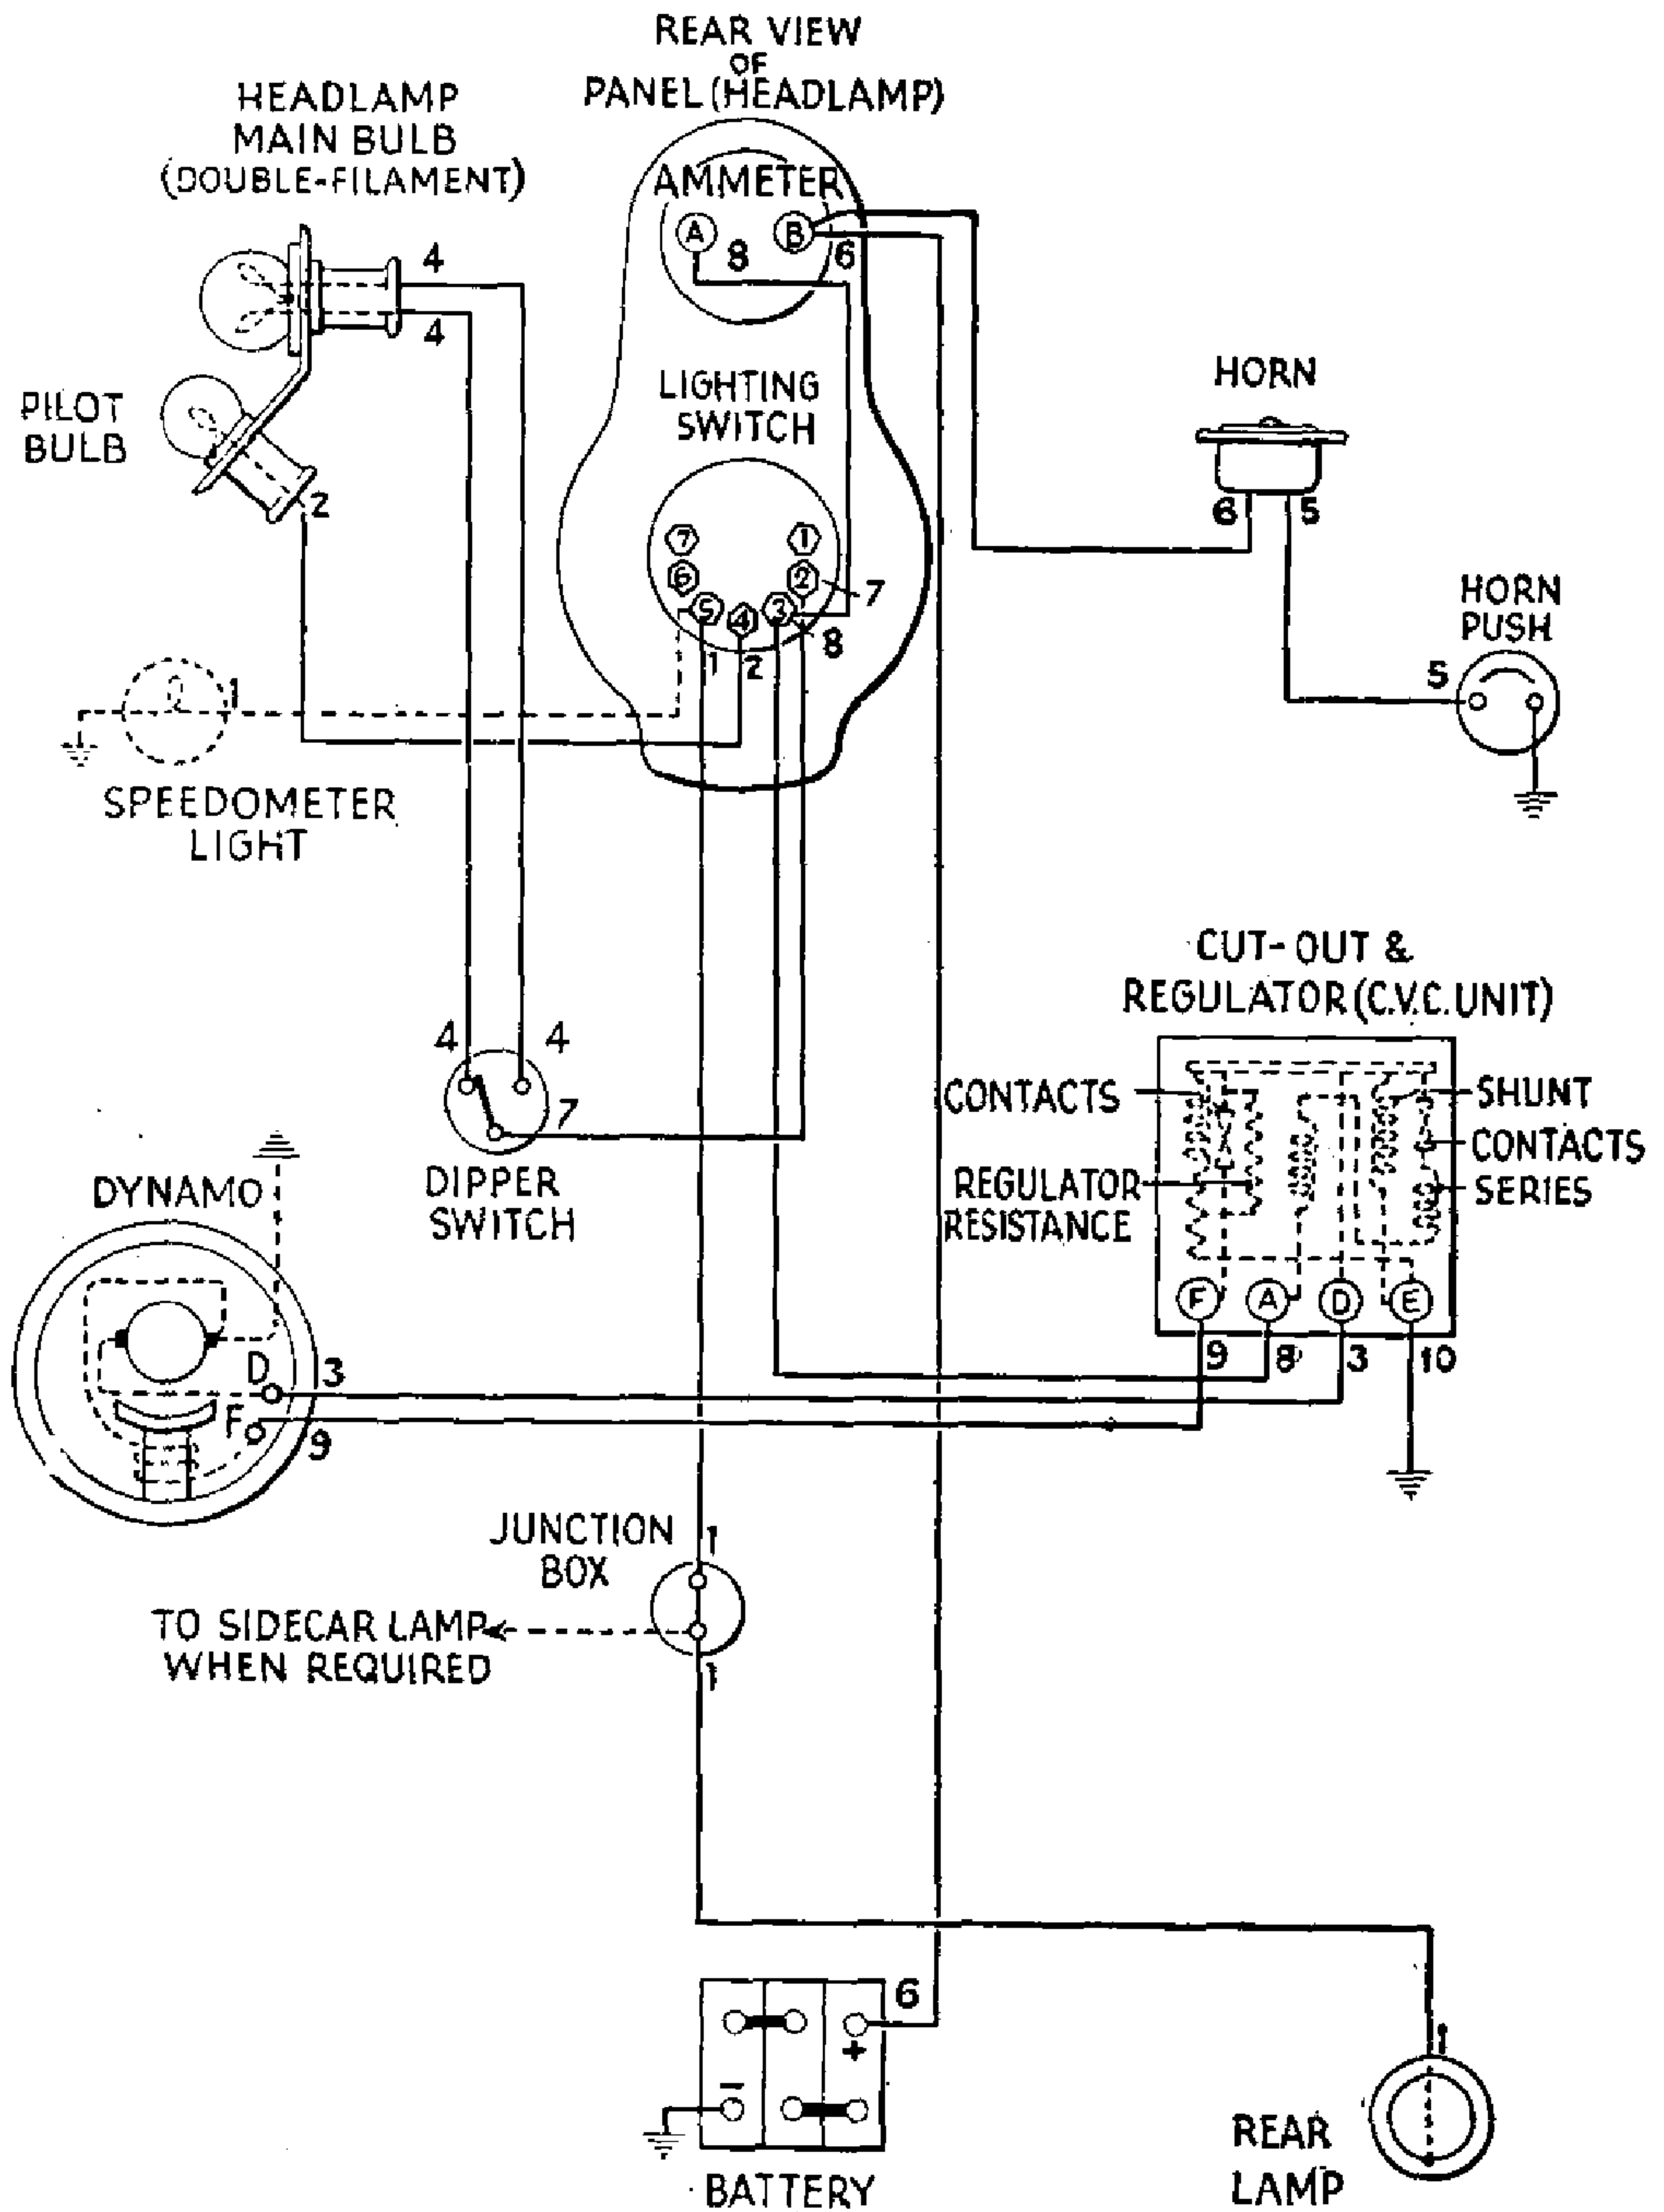 REAR VIEW
OF
PANEL (HEADLAMP)
HEADLAMP
MAIN BULB
(DOUBLE-FILAMENT)
AMMETER
A
B
8
6
4
4
PILOT
BULB
2
LIGHTING
SWITCH
7
1
6
2
7
5
4
3
8
1
2
HORN
6
5
HORN
PUSH
5
1
SPEEDOMETER
LIGHT
CUT-OUT &
REGULATOR (C.V.C. UNIT)
4
4
7
DIPPER
SWITCH
CONTACTS
REGULATOR
RESISTANCE
SHUNT
CONTACTS
SERIES
F
A
D
E
9
8
3
10
DYNAMO
D
3
F
9
JUNCTION
BOX
1
TO SIDECAR LAMP
WHEN REQUIRED
1
6
+
−
BATTERY
1
REAR
LAMP